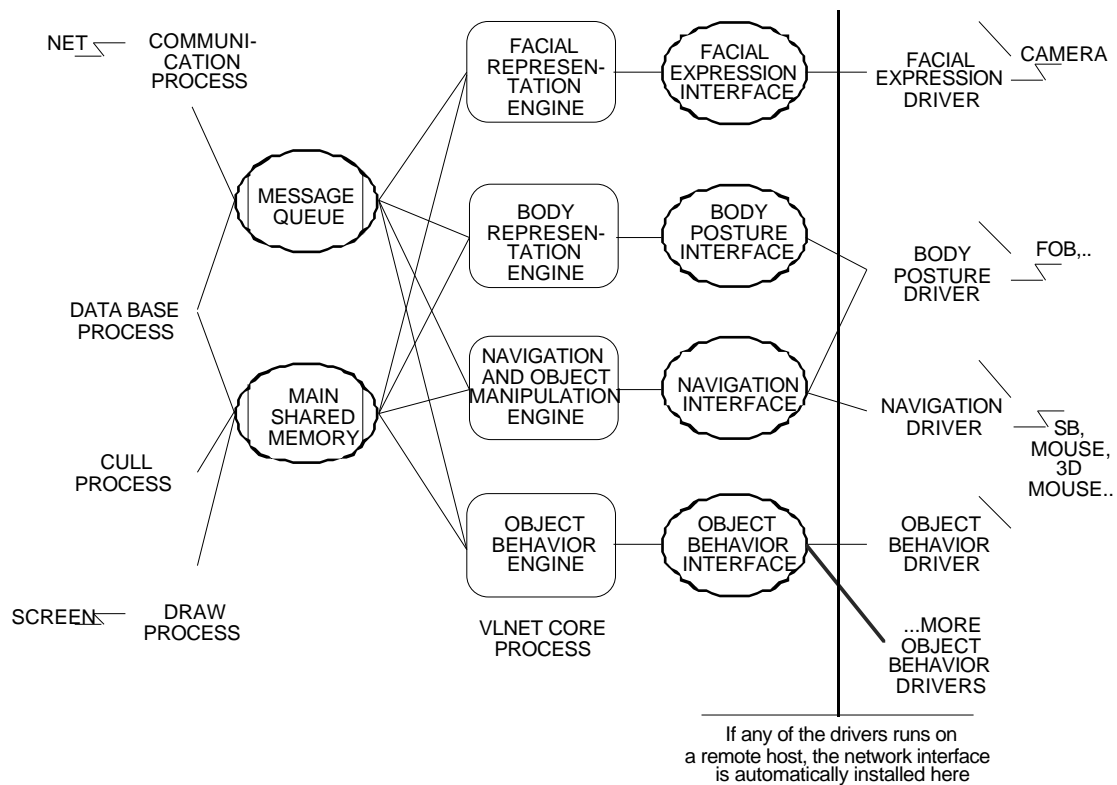 NET
COMMUNI-
CATION
PROCESS
MESSAGE
QUEUE
DATA BASE
PROCESS
MAIN
SHARED
MEMORY
CULL
PROCESS
SCREEN
DRAW
PROCESS
FACIAL
REPRESEN-
TATION
ENGINE
BODY
REPRESEN-
TATION
ENGINE
NAVIGATION
AND OBJECT
MANIPULATION
ENGINE
OBJECT
BEHAVIOR
ENGINE
VLNET CORE
PROCESS
FACIAL
EXPRESSION
INTERFACE
BODY
POSTURE
INTERFACE
NAVIGATION
INTERFACE
OBJECT
BEHAVIOR
INTERFACE
FACIAL
EXPRESSION
DRIVER
CAMERA
BODY
POSTURE
DRIVER
FOB,..
NAVIGATION
DRIVER
SB,
MOUSE,
3D
MOUSE..
OBJECT
BEHAVIOR
DRIVER
...MORE
OBJECT
BEHAVIOR
DRIVERS
If any of the drivers runs on
a remote host, the network interface
is automatically installed here